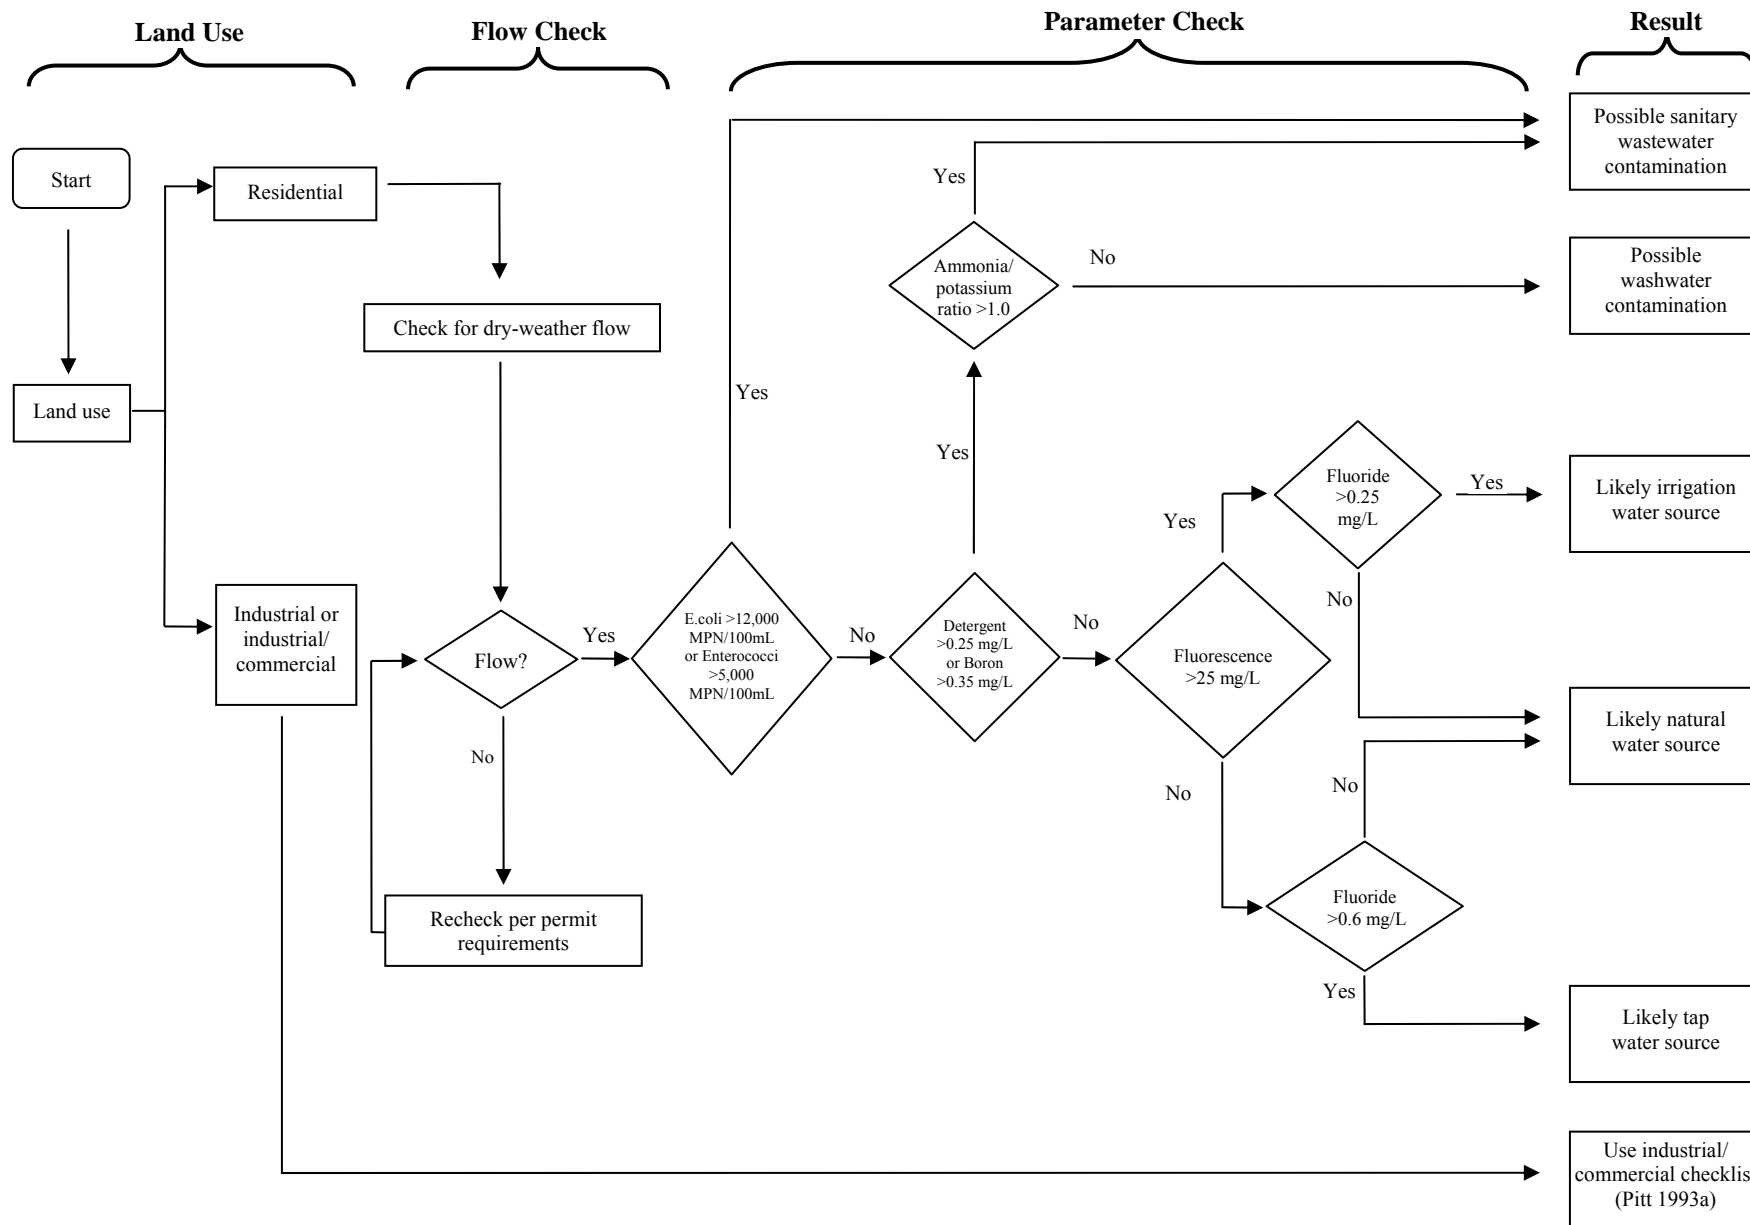 Land Use
Flow Check
Parameter Check
Result
Start
Residential
Check for dry-weather flow
Land use
Industrial or
industrial/
commercial
Flow?
Yes
No
Recheck per permit
requirements
E.coli >12,000
MPN/100mL
or Enterococci
>5,000
MPN/100mL
Yes
No
Detergent
>0.25 mg/L
or Boron
>0.35 mg/L
Yes
No
Ammonia/
potassium
ratio >1.0
Yes
No
Fluorescence
>25 mg/L
Yes
No
Fluoride
>0.25
mg/L
Yes
No
Fluoride
>0.6 mg/L
No
Yes
Possible sanitary
wastewater
contamination
Possible
washwater
contamination
Likely irrigation
water source
Likely natural
water source
Likely tap
water source
Use industrial/
commercial checklis
(Pitt 1993a)